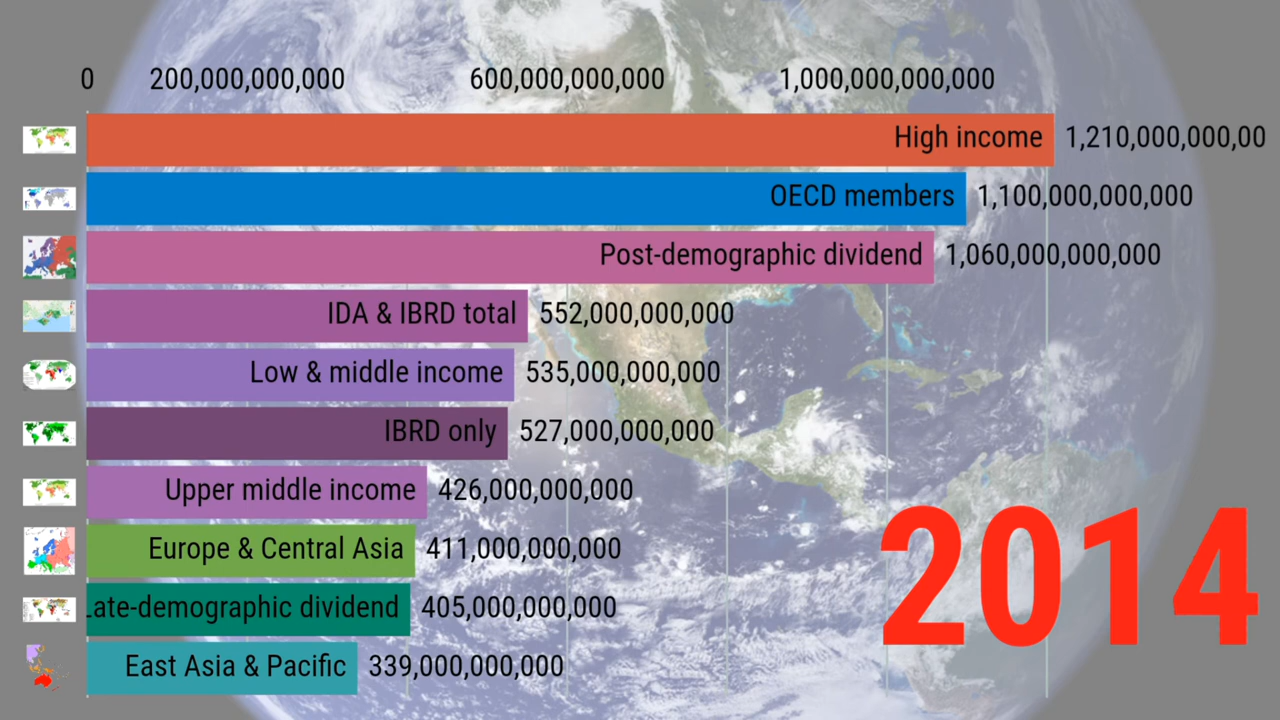 0 200,000,000,000 600,000,000,000 1,000,000,000,000
High income 1,210,000,000,00
OECD members 1,100,000,000,000
Post-demographic dividend 1,060,000,000,000
IDA & IBRD total 552,000,000,000
Low & middle income 535,000,000,000
IBRD only 527,000,000,000
Upper middle income 426,000,000,000
Europe & Central Asia 411,000,000,000
Late-demographic dividend 405,000,000,000
East Asia & Pacific 339,000,000,000
2014